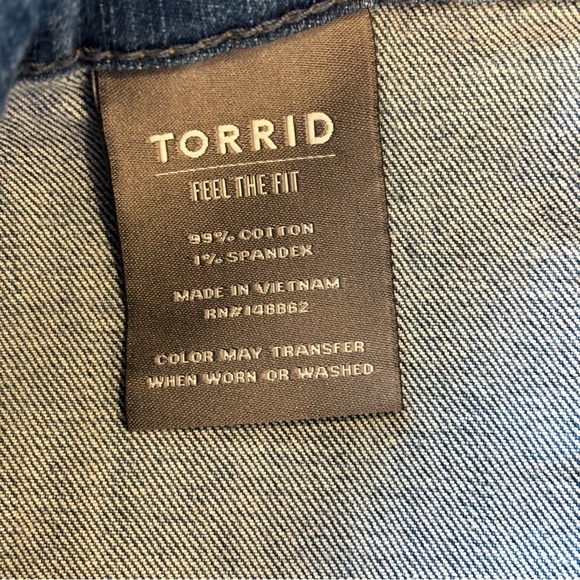 TORRID
FEEL THE FIT
99% COTTON
1% SPANDEX
MADE IN VIETNAM
RN#148862
COLOR MAY TRANSFER
WHEN WORN OR WASHED